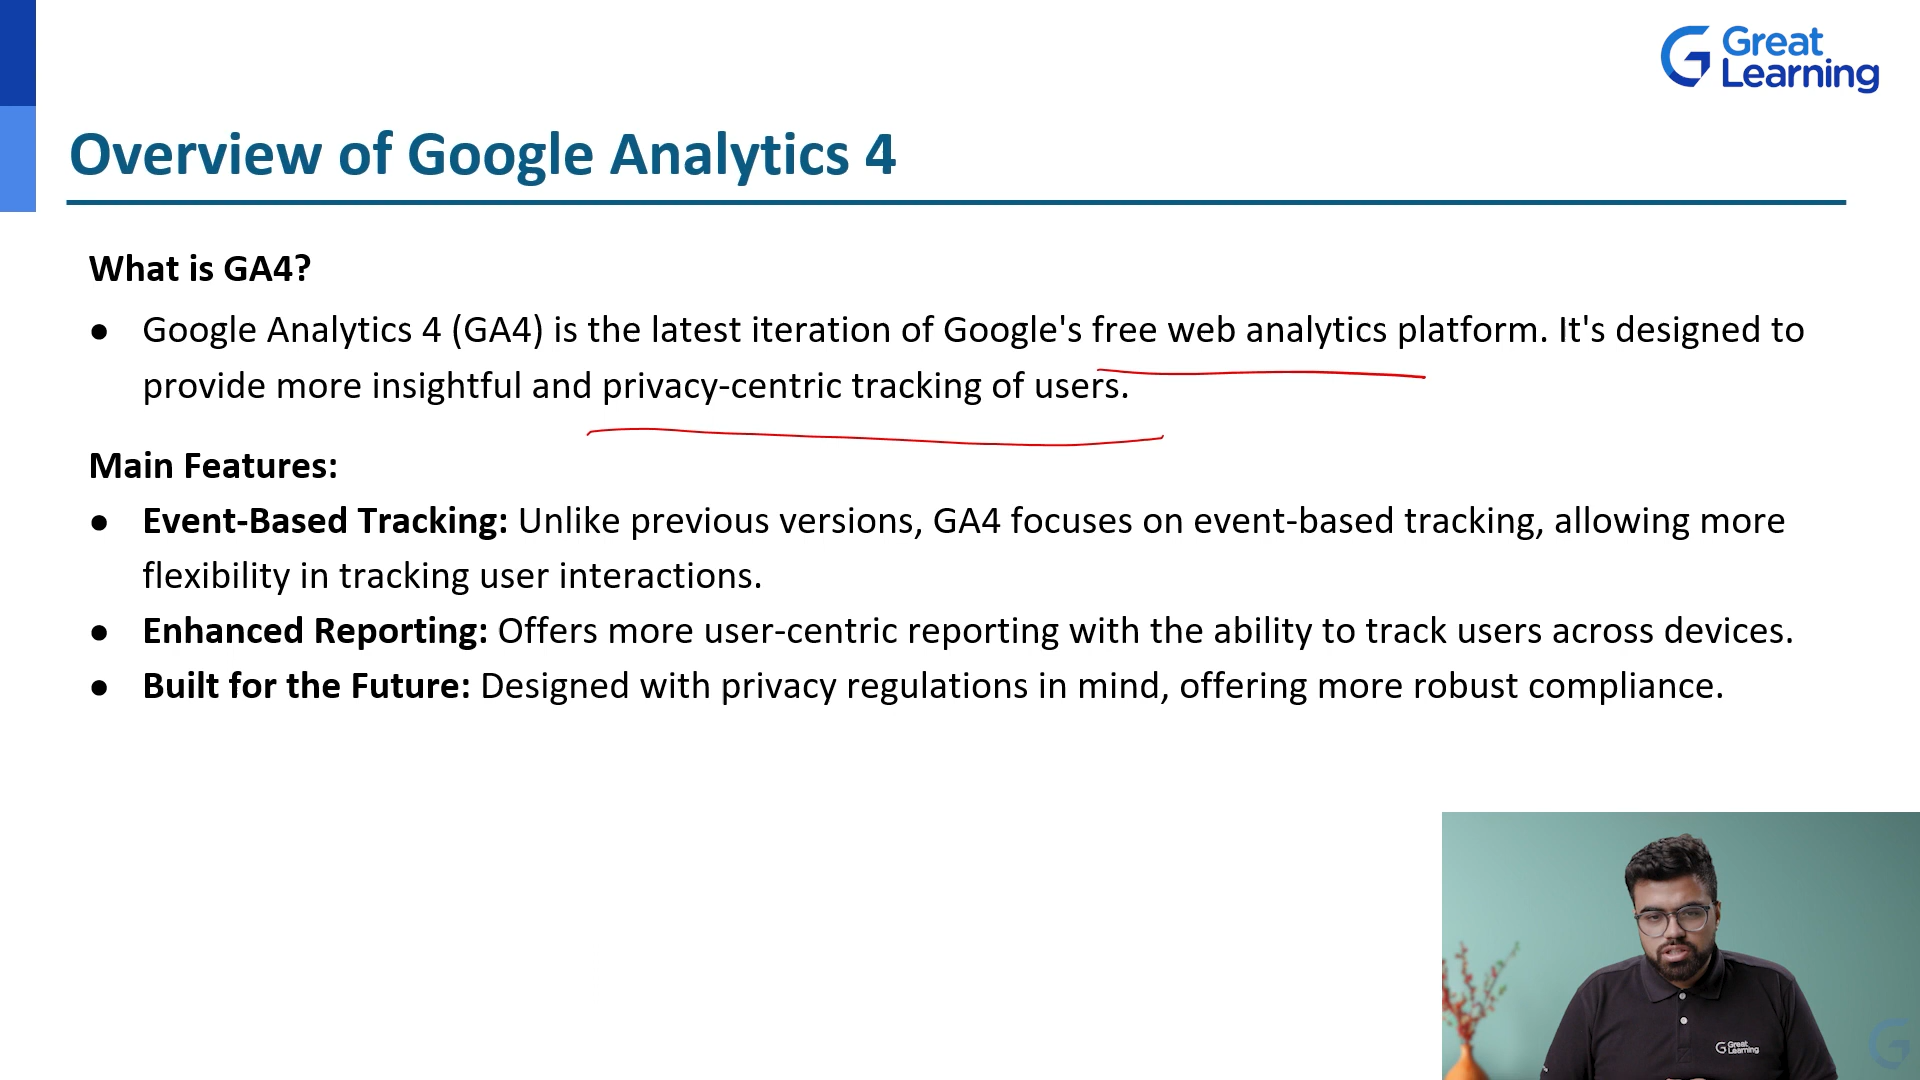 Great
Learning
Overview of Google Analytics 4
What is GA4?
● Google Analytics 4 (GA4) is the latest iteration of Google's free web analytics platform. It's designed to
provide more insightful and privacy-centric tracking of users.
Main Features:
● Event-Based Tracking: Unlike previous versions, GA4 focuses on event-based tracking, allowing more
flexibility in tracking user interactions.
● Enhanced Reporting: Offers more user-centric reporting with the ability to track users across devices.
● Built for the Future: Designed with privacy regulations in mind, offering more robust compliance.
Great
Learning